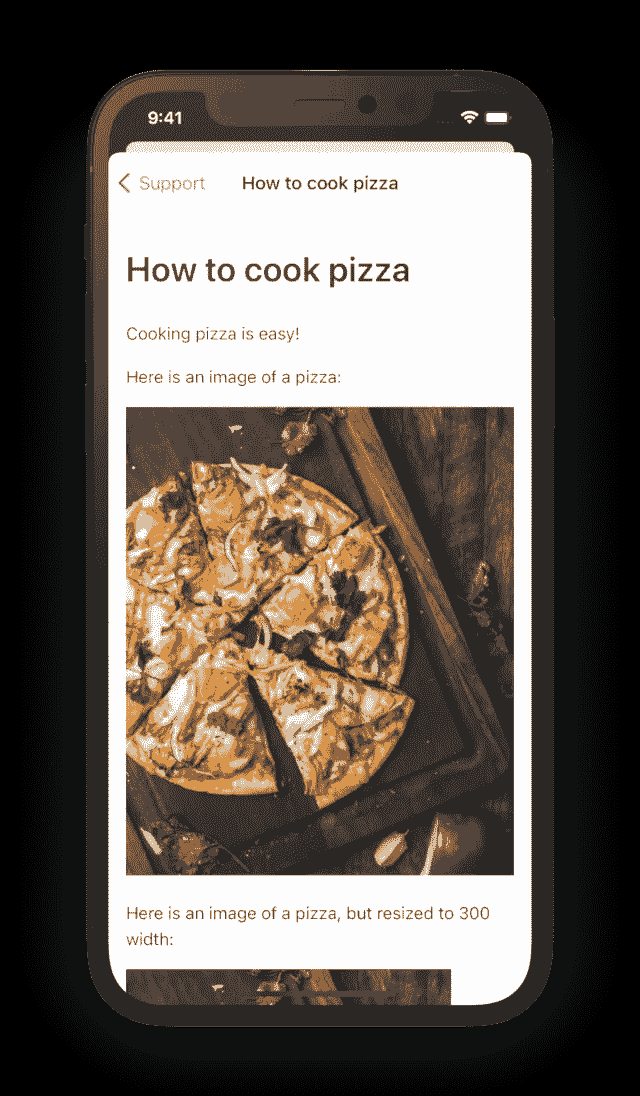 9:41
Support
How to cook pizza
How to cook pizza
Cooking pizza is easy!
Here is an image of a pizza:
Here is an image of a pizza, but resized to 300
width: